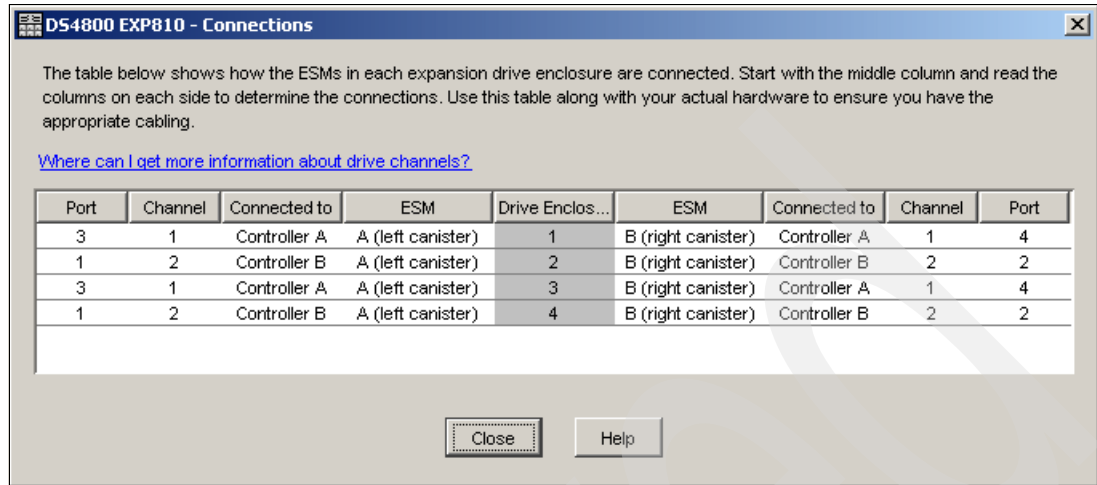 DS4800 EXP810 - Connections
The table below shows how the ESMs in each expansion drive enclosure are connected. Start with the middle column and read the
columns on each side to determine the connections. Use this table along with your actual hardware to ensure you have the
appropriate cabling.
Where can I get more information about drive channels?
Port Channel Connected to ESM Drive Enclos... ESM Connected to Channel Port
3 1 Controller A A (left canister) 1 B (right canister) Controller A 1 4
1 2 Controller B A (left canister) 2 B (right canister) Controller B 2 2
3 1 Controller A A (left canister) 3 B (right canister) Controller A 1 4
1 2 Controller B A (left canister) 4 B (right canister) Controller B 2 2
Close Help